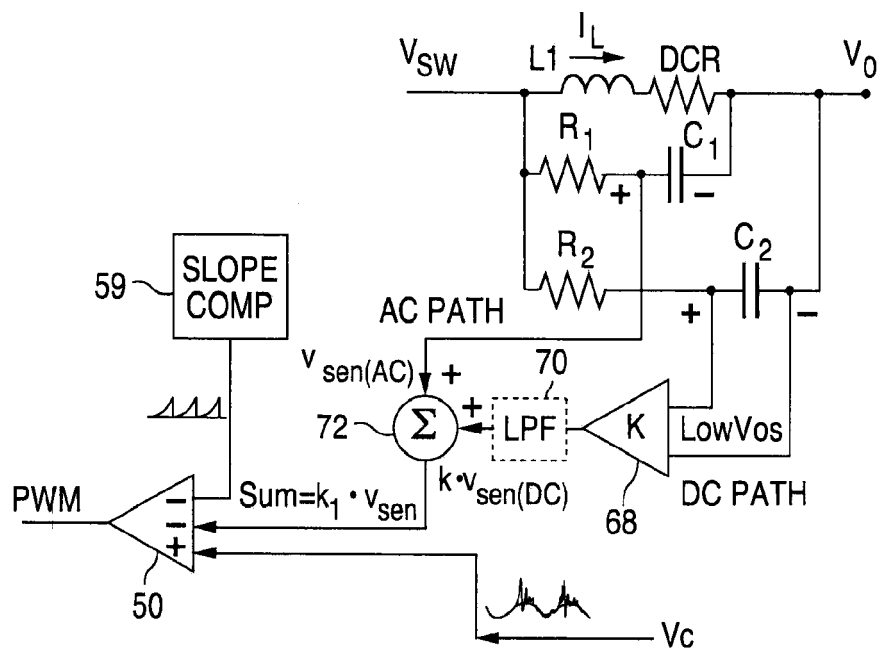 I_L
V_SW
L1
DCR
V_0
R_1
C_1
+
–
R_2
C_2
+
–
59
SLOPE
COMP
AC PATH
v_sen(AC)
+
+
70
72
Σ
LPF
K
LowVos
68
DC PATH
k·v_sen(DC)
Sum=k_1·v_sen
PWM
–
–
+
50
Vc